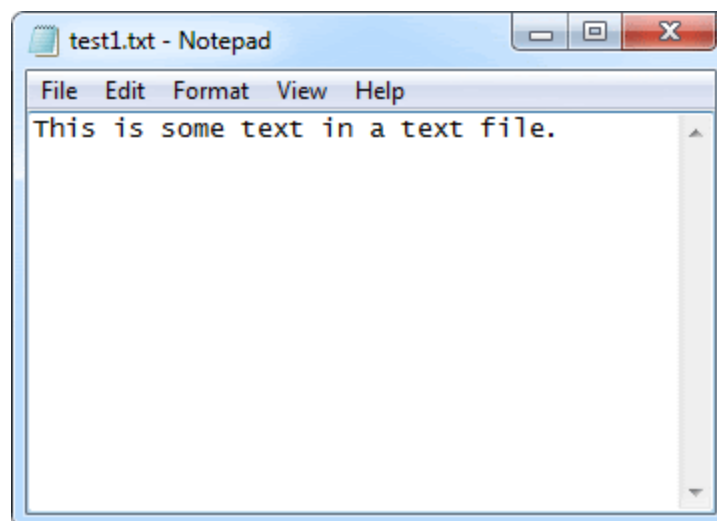 test1.txt - Notepad
File Edit Format View Help
This is some text in a text file.